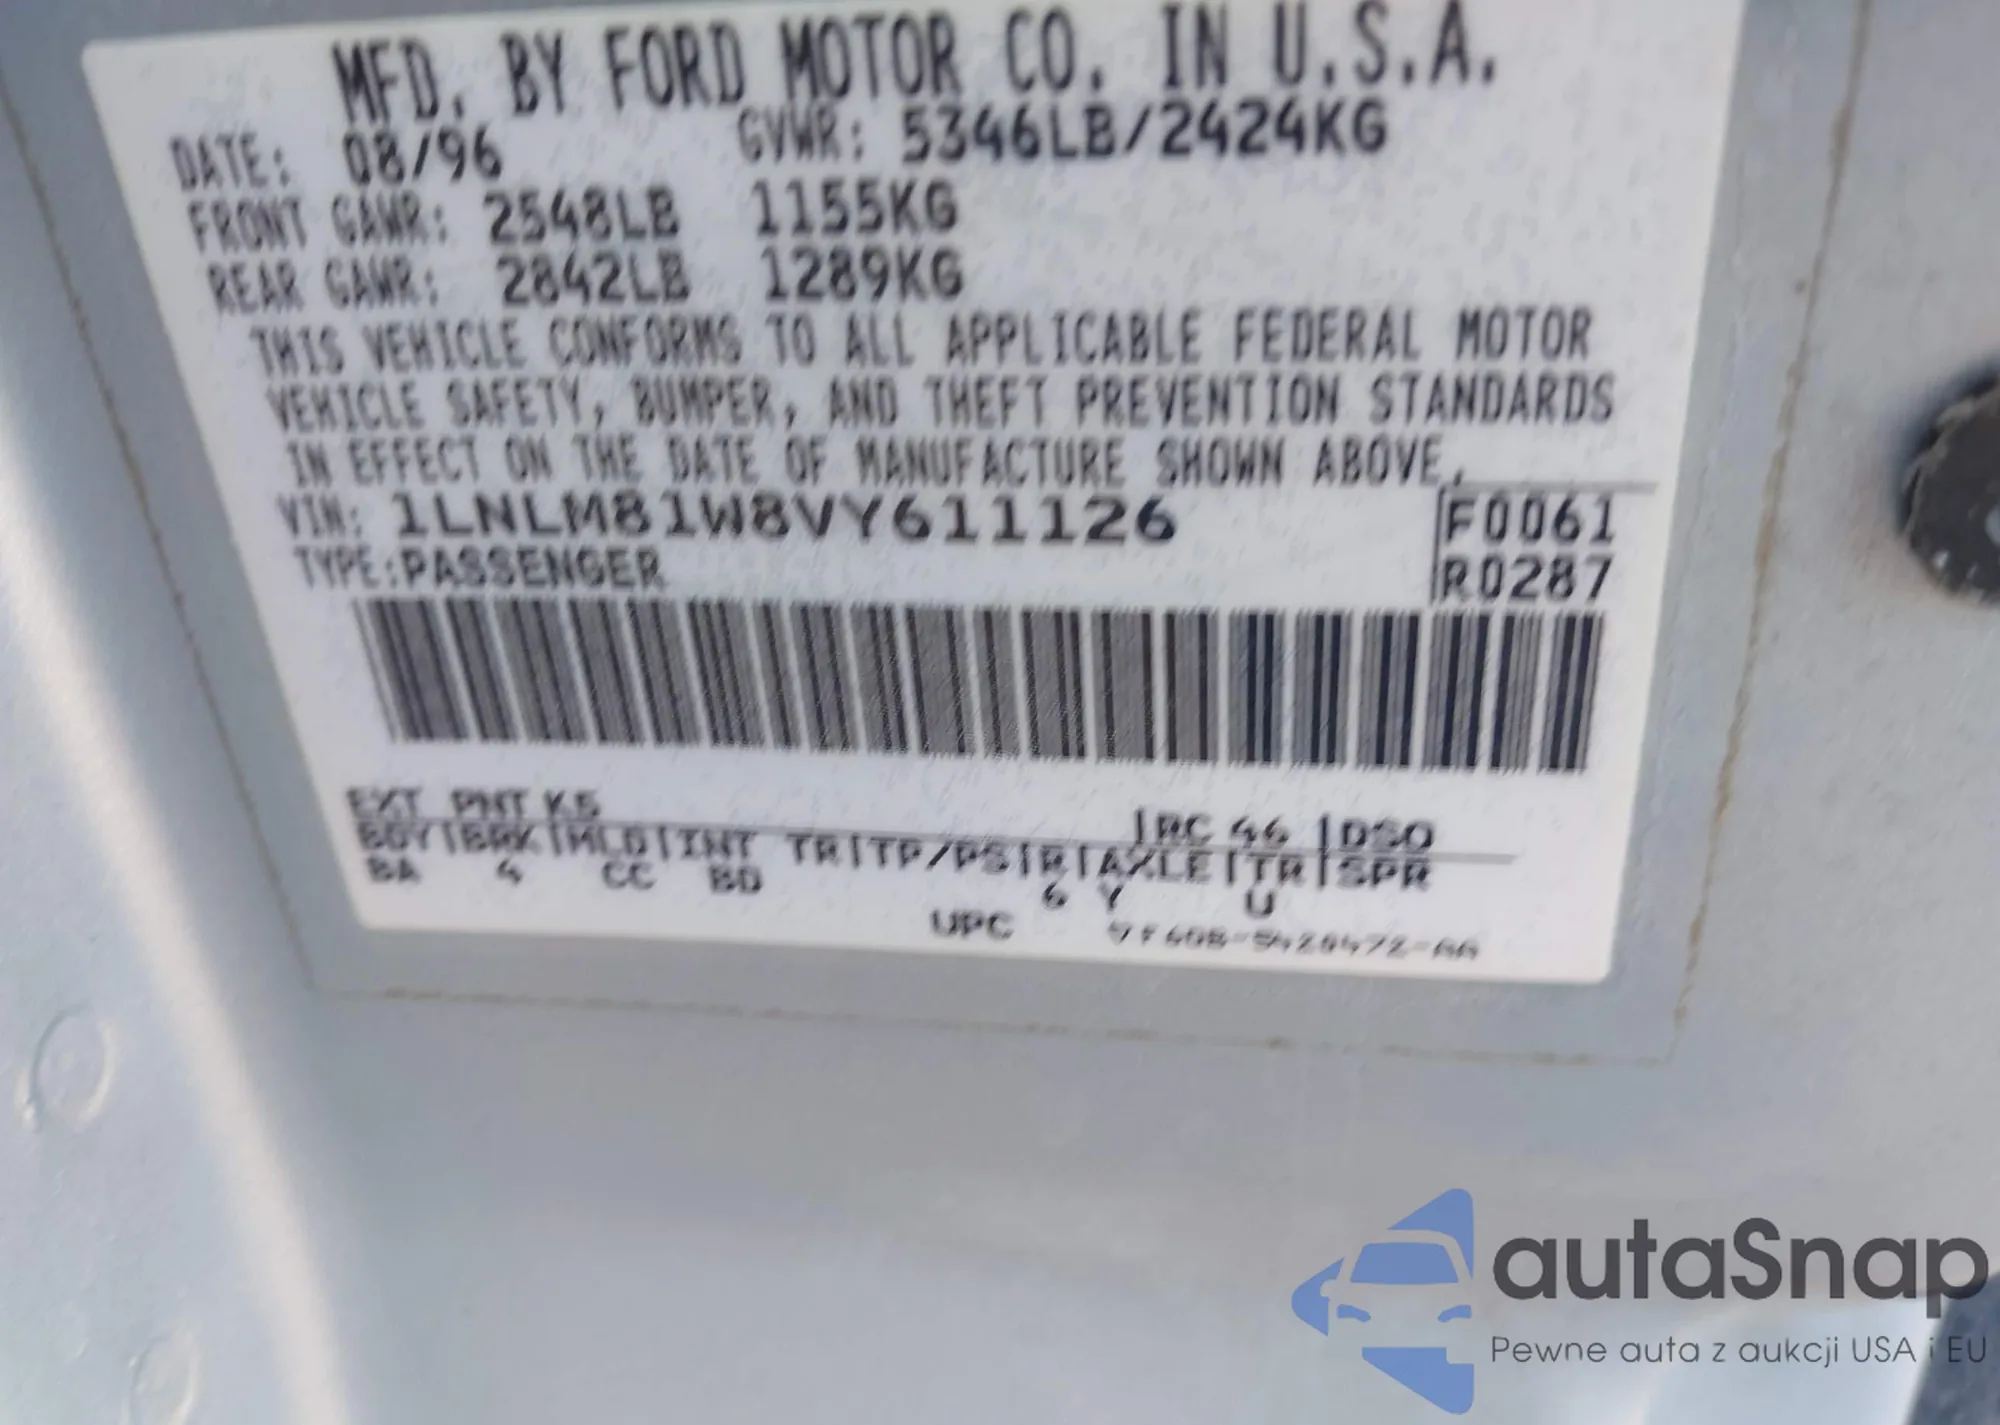 MFD. BY FORD MOTOR CO. IN U.S.A.
DATE: 08/96 GVWR: 5346LB/2424KG
FRONT GAWR: 2548LB 1155KG
REAR GAWR: 2842LB 1289KG
THIS VEHICLE CONFORMS TO ALL APPLICABLE FEDERAL MOTOR
VEHICLE SAFETY, BUMPER, AND THEFT PREVENTION STANDARDS
IN EFFECT ON THE DATE OF MANUFACTURE SHOWN ABOVE.
VIN: 1LNLM81W8VY611126 F0061
TYPE:PASSENGER R0287
EXT PNT K5 |RC 46 |DSO
BDY|BRK|MLD|INT TR|TP/PS|R|AXLE|TR|SPR
BA 4 CC BD 6 Y U
UPC
autaSnap
Pewne auta z aukcji USA i EU